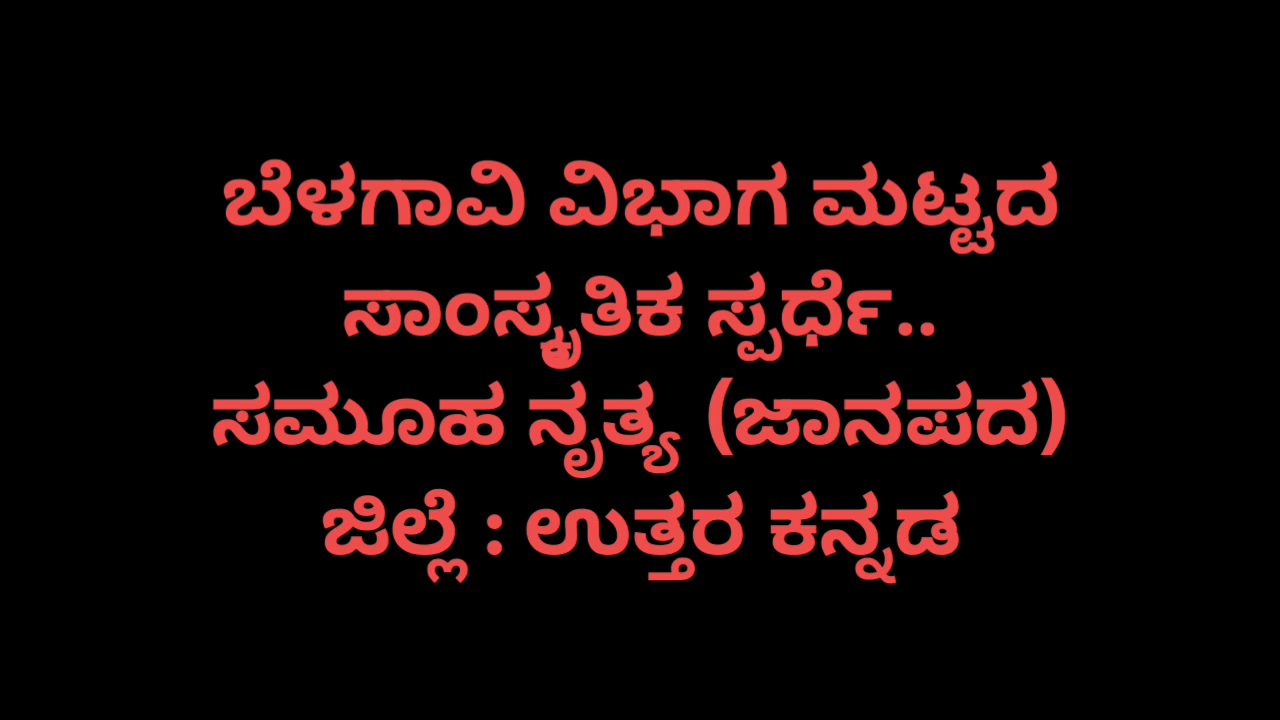 ಬೆಳಗಾವಿ ವಿಭಾಗ ಮಟ್ಟದ
ಸಾಂಸ್ಕೃತಿಕ ಸ್ಪರ್ಧೆ..
ಸಮೂಹ ನೃತ್ಯ (ಜಾನಪದ)
ಜಿಲ್ಲೆ : ಉತ್ತರ ಕನ್ನಡ